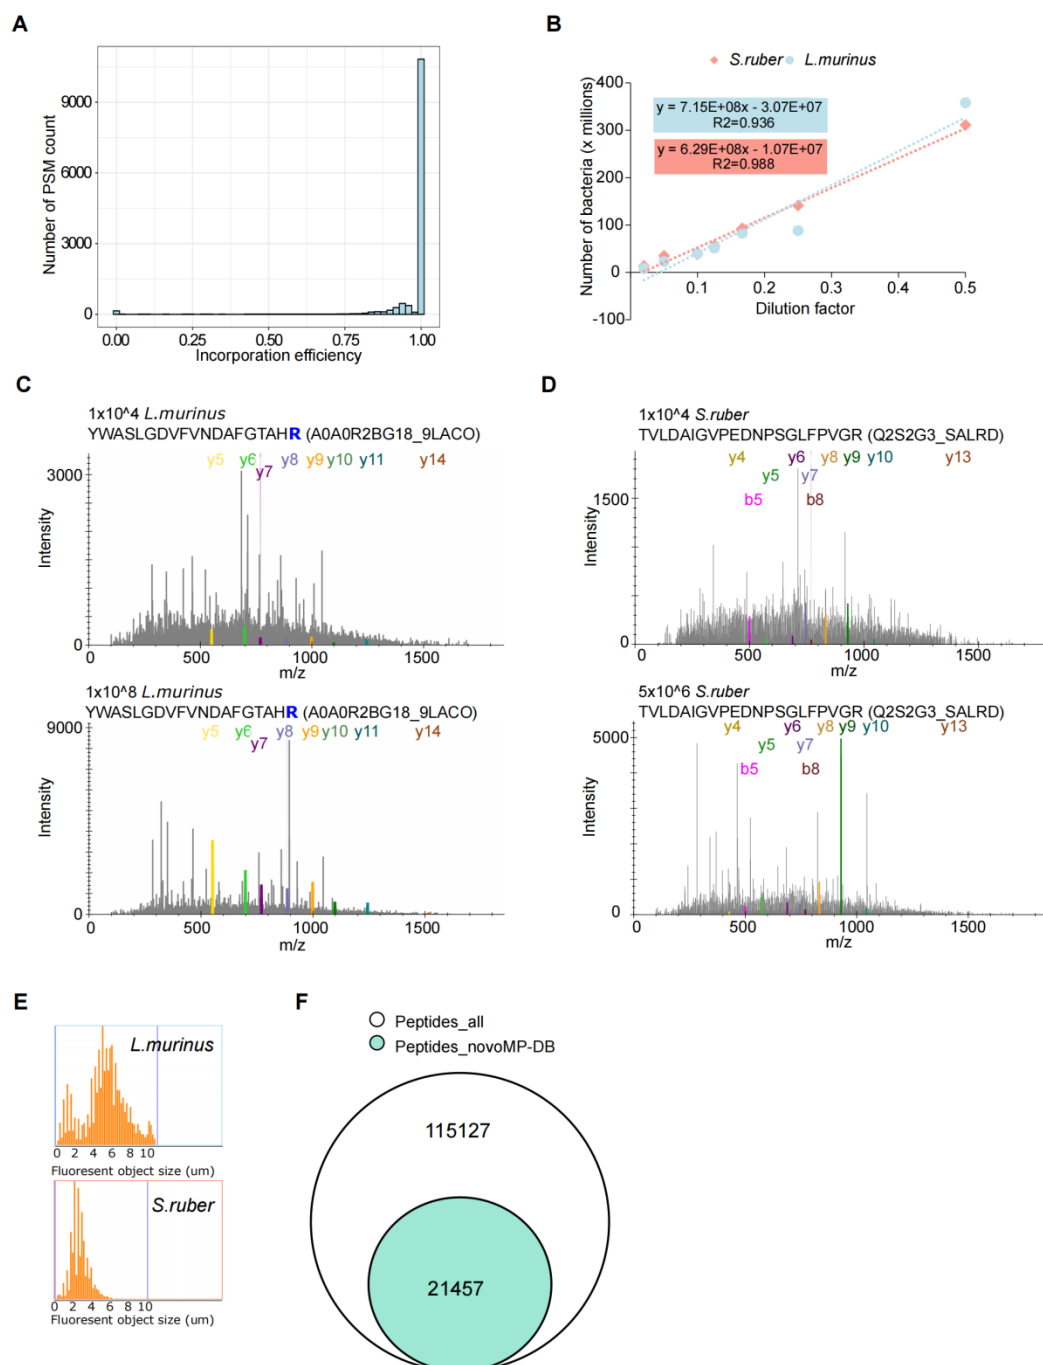 A
Number of PSM count
9000
6000
3000
0
0.00 0.25 0.50 0.75 1.00
Incorporation efficiency
B
S.ruber L.murinus
Number of bacteria (x millions)
400
300
200
100
0
-100
y = 7.15E+08x - 3.07E+07
R2=0.936
y = 6.29E+08x - 1.07E+07
R2=0.988
0.1 0.2 0.3 0.4 0.5
Dilution factor
C
1x10^4 L.murinus
YWASLGDVFVNDAFGTAHR (A0A0R2BG18_9LACO)
y5 y6 y7 y8 y9 y10 y11 y14
Intensity
3000
0
0 500 1000 1500
m/z
1x10^8 L.murinus
YWASLGDVFVNDAFGTAHR (A0A0R2BG18_9LACO)
y5 y6 y7 y8 y9 y10 y11 y14
Intensity
9000
0
0 500 1000 1500
m/z
D
1x10^4 S.ruber
TVLDAIGVPEDNPSGLFPVGR (Q2S2G3_SALRD)
y4 y6 y8 y9 y10 y13
y5 y7
b5 b8
Intensity
1500
0
0 500 1000 1500
m/z
5x10^6 S.ruber
TVLDAIGVPEDNPSGLFPVGR (Q2S2G3_SALRD)
y4 y6 y8 y9 y10 y13
y5 y7
b5 b8
Intensity
5000
0
0 500 1000 1500
m/z
E
L.murinus
0 2 4 6 8 10
Fluoresent object size (um)
S.ruber
0 2 4 6 8 10
Fluoresent object size (um)
F
Peptides_all
Peptides_novoMP-DB
115127
21457